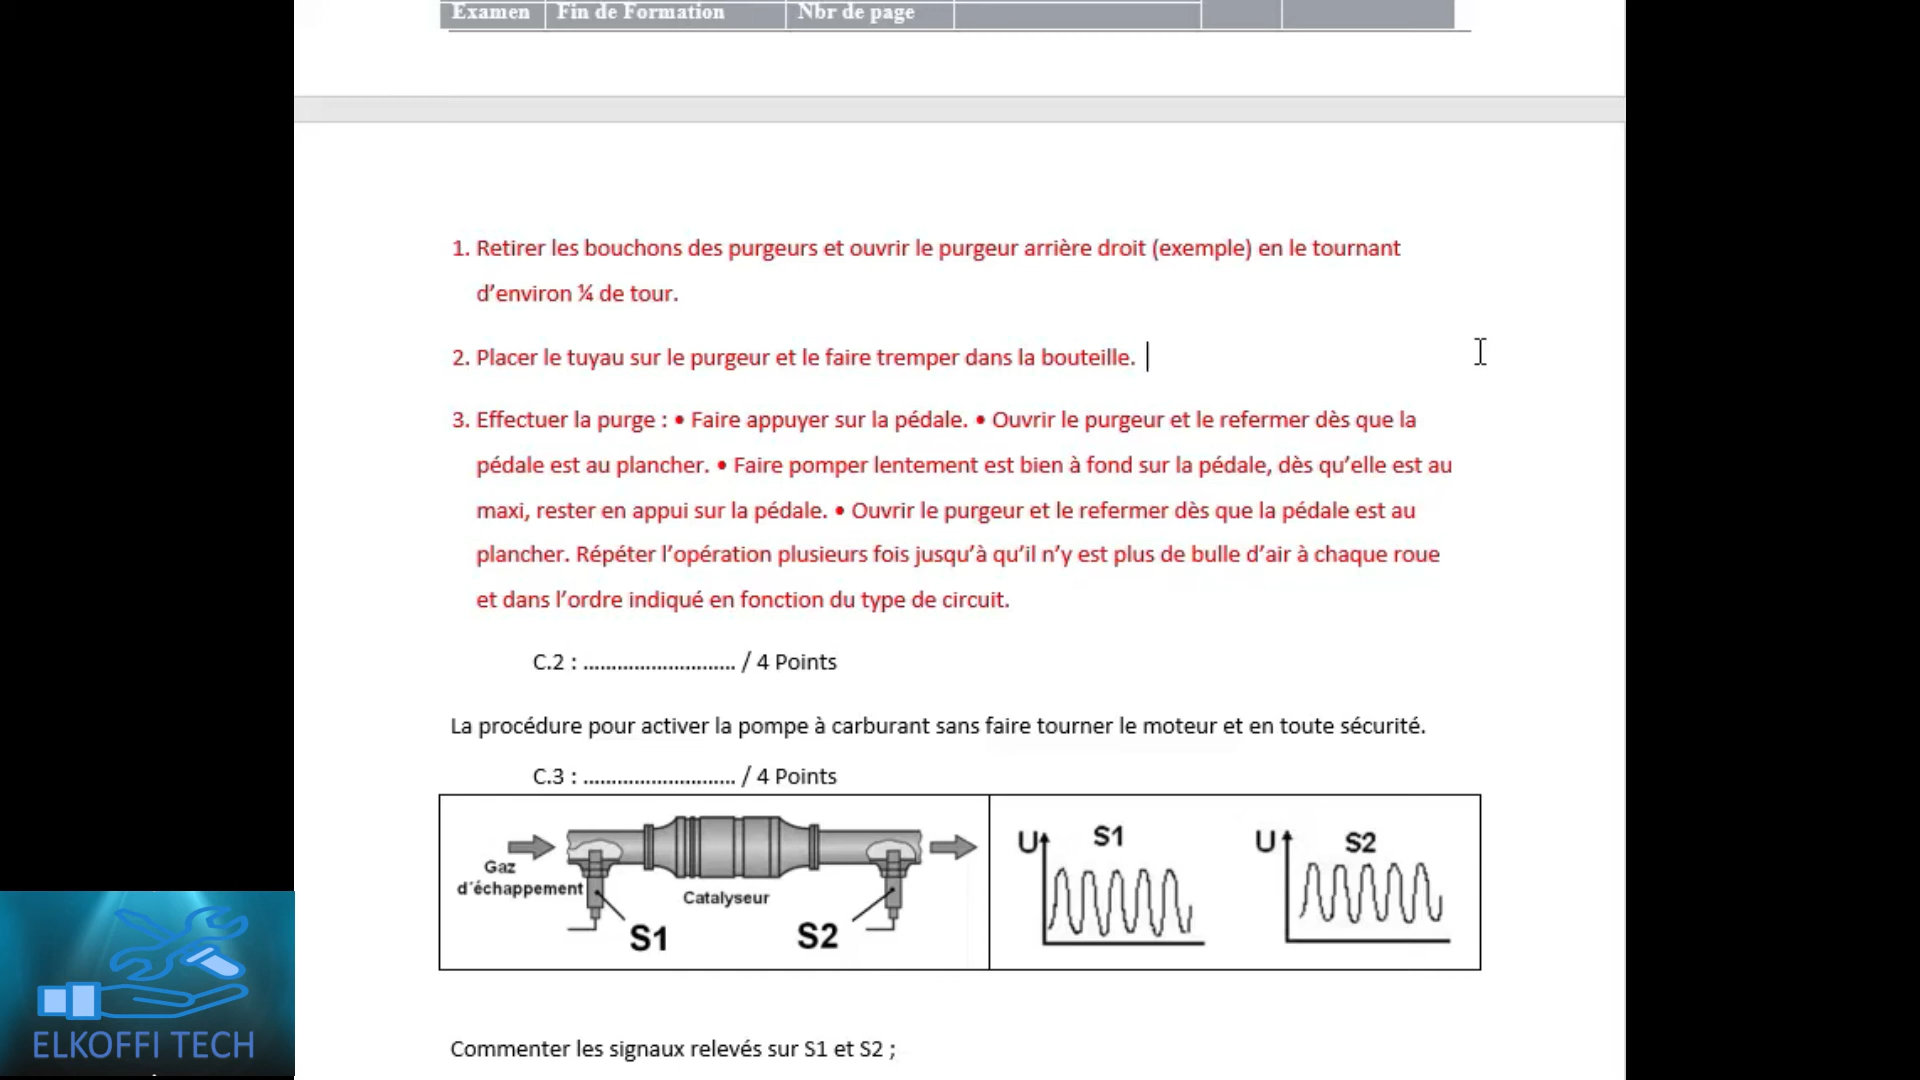 Examen Fin de Formation Nbr de page
1. Retirer les bouchons des purgeurs et ouvrir le purgeur arrière droit (exemple) en le tournant
d’environ ¼ de tour.
2. Placer le tuyau sur le purgeur et le faire tremper dans la bouteille.
3. Effectuer la purge : • Faire appuyer sur la pédale. • Ouvrir le purgeur et le refermer dès que la
pédale est au plancher. • Faire pomper lentement est bien à fond sur la pédale, dès qu’elle est au
maxi, rester en appui sur la pédale. • Ouvrir le purgeur et le refermer dès que la pédale est au
plancher. Répéter l’opération plusieurs fois jusqu’à qu’il n’y est plus de bulle d’air à chaque roue
et dans l’ordre indiqué en fonction du type de circuit.
C.2 : ........................... / 4 Points
La procédure pour activer la pompe à carburant sans faire tourner le moteur et en toute sécurité.
C.3 : ........................... / 4 Points
Gaz
d´échappement
Catalyseur
S1
S2
U S1
U S2
Commenter les signaux relevés sur S1 et S2 ;
ELKOFFI TECH